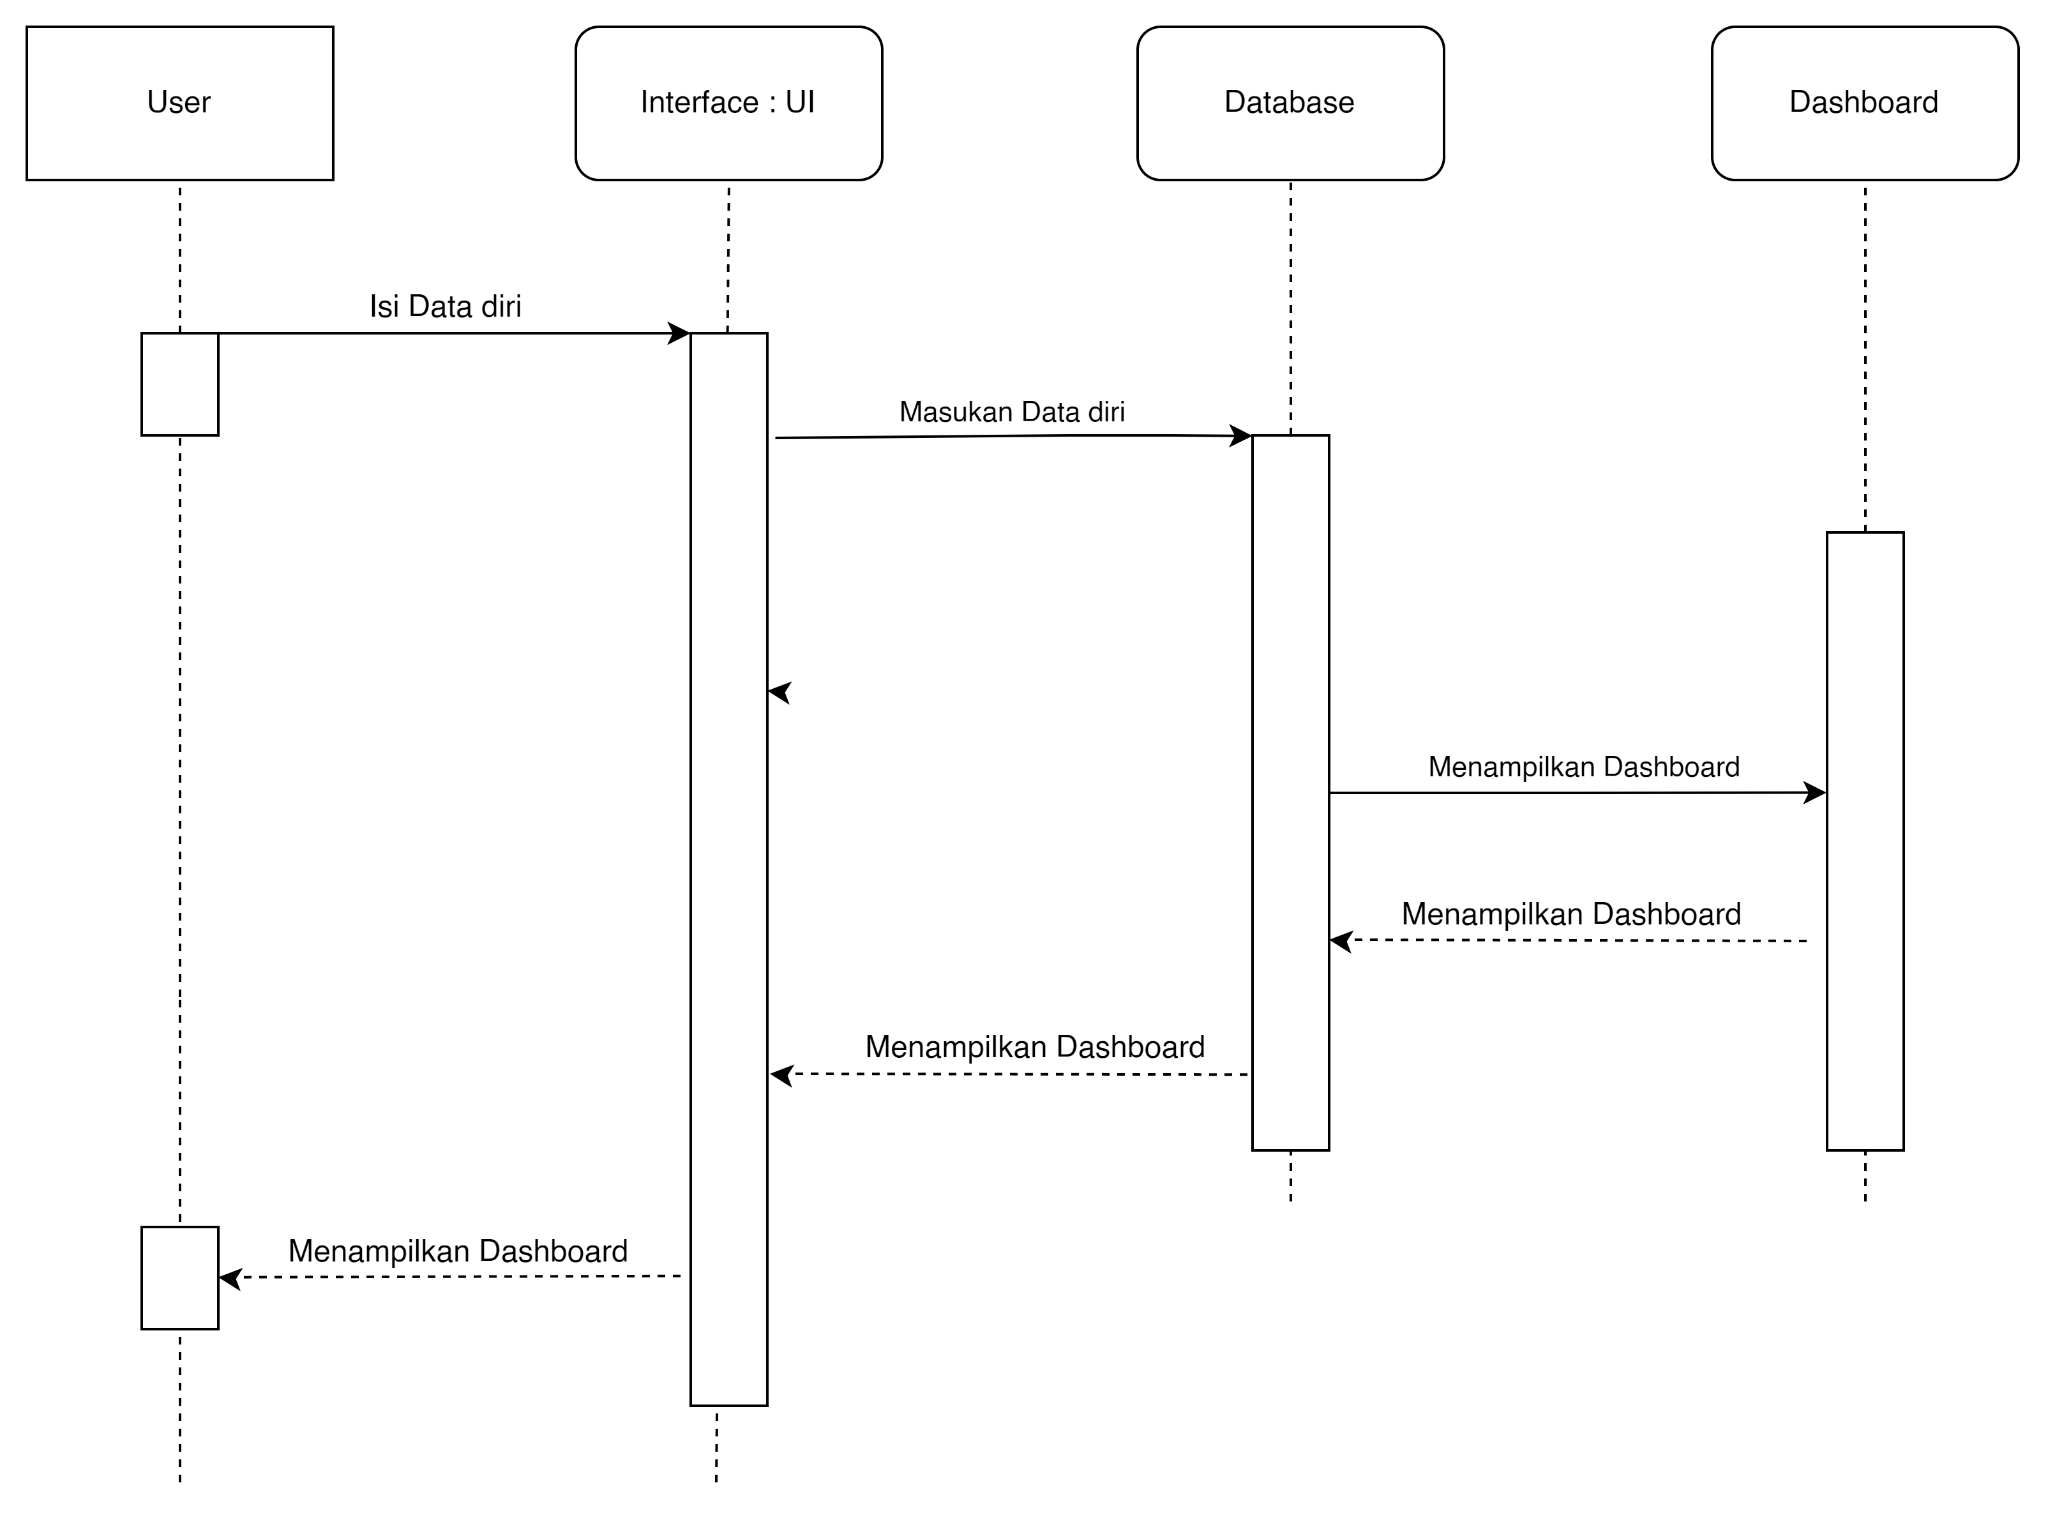 User
Interface : UI
Database
Dashboard
Isi Data diri
Masukan Data diri
Menampilkan Dashboard
Menampilkan Dashboard
Menampilkan Dashboard
Menampilkan Dashboard